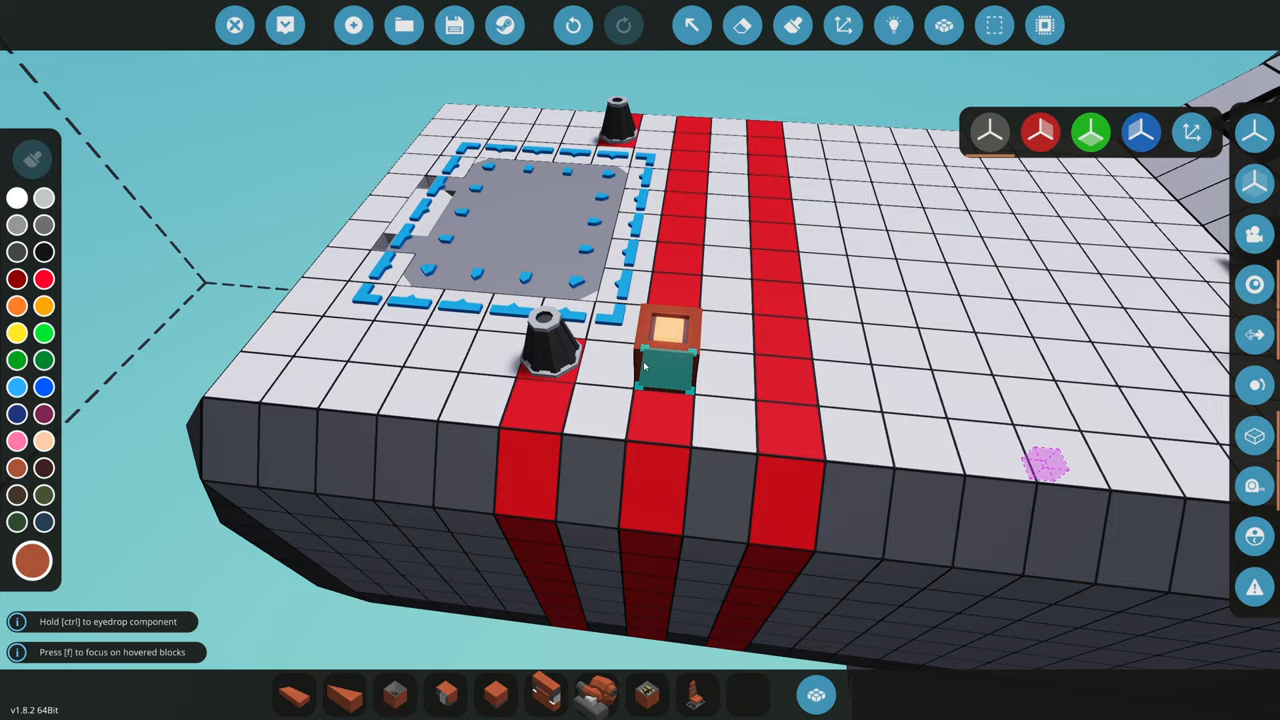 Hold [ctrl] to eyedrop component
Press [f] to focus on hovered blocks
v1.8.2 64Bit